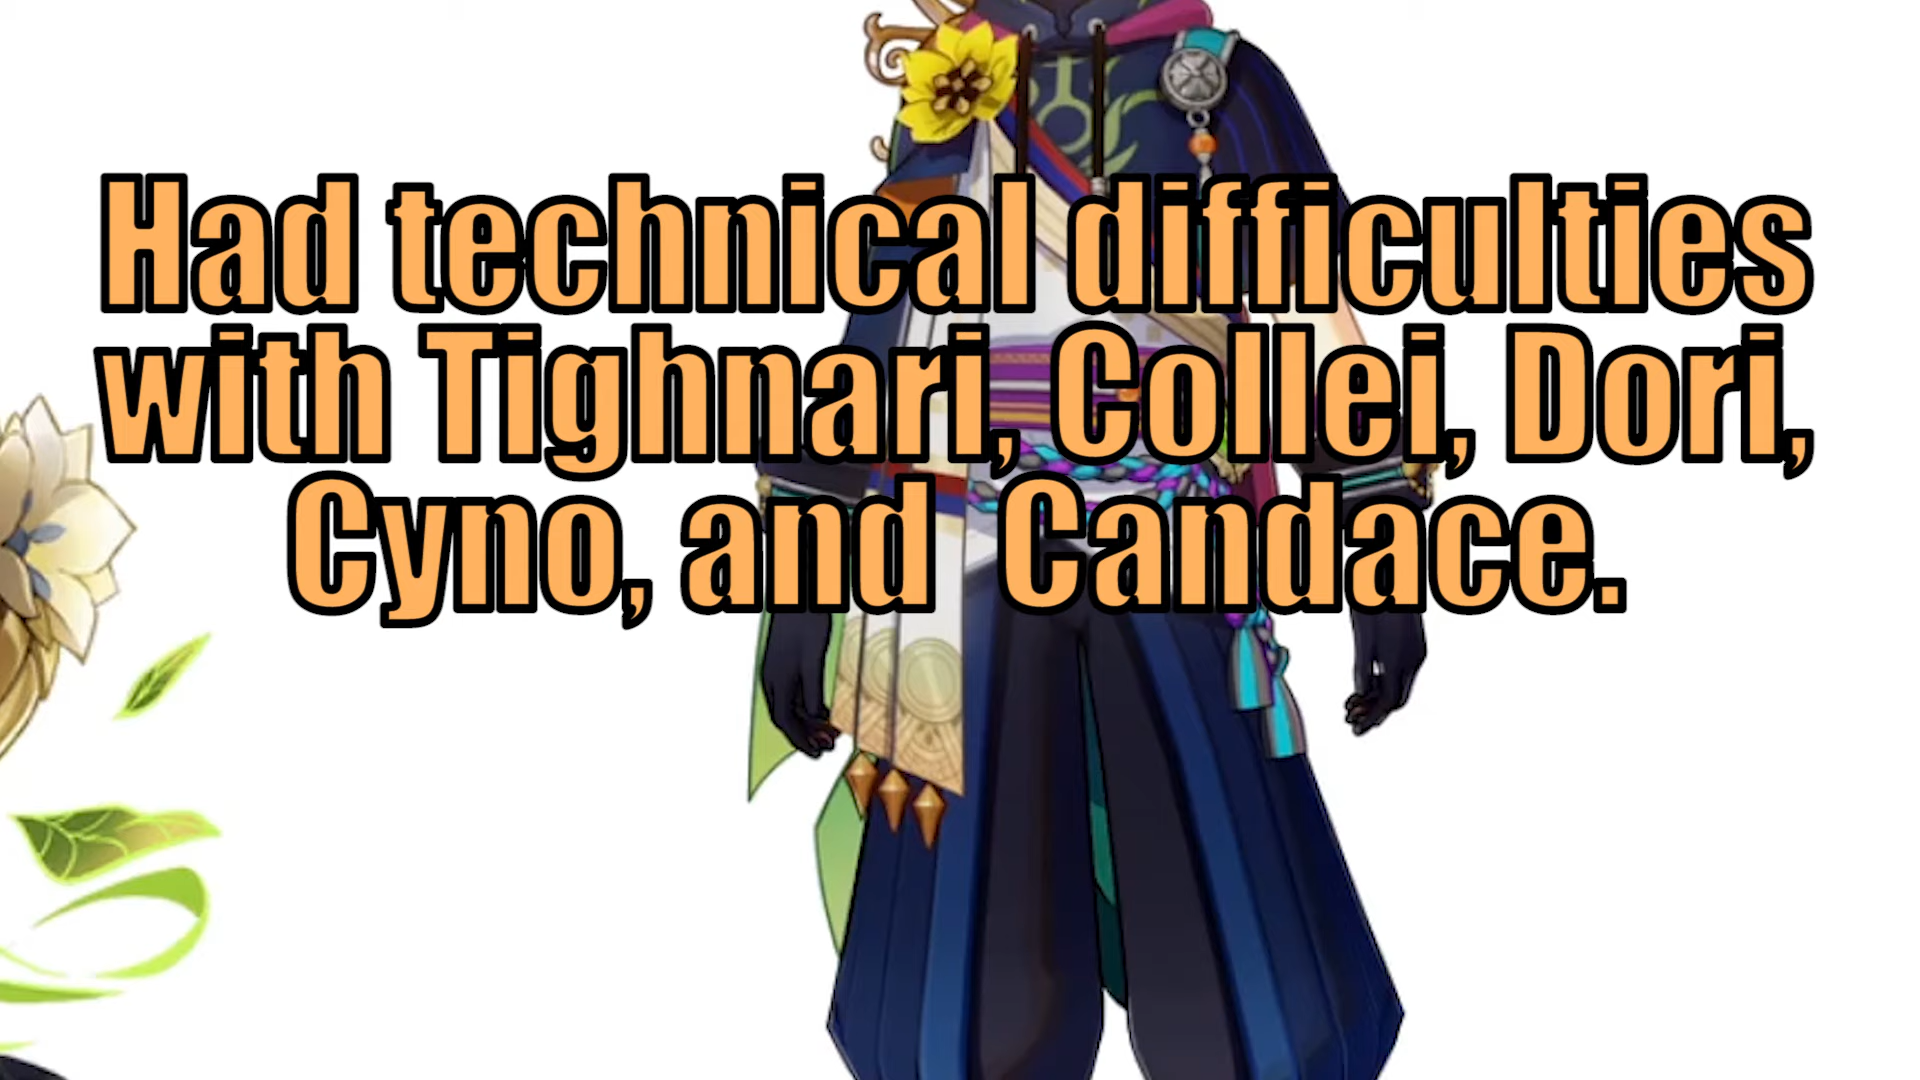 Had technical difficulties
with Tighnari, Collei, Dori,
Cyno, and  Candace.